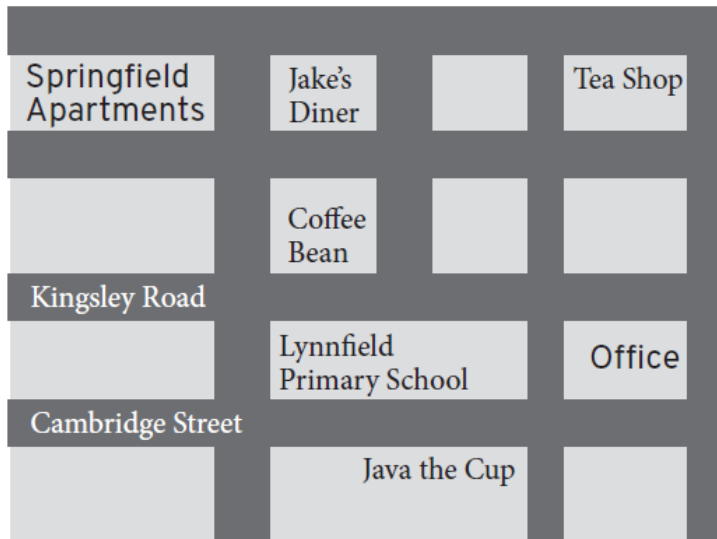 Springfield
Apartments
Jake's
Diner
Tea Shop
Coffee
Bean
Kingsley Road
Lynnfield
Primary School
Office
Cambridge Street
Java the Cup